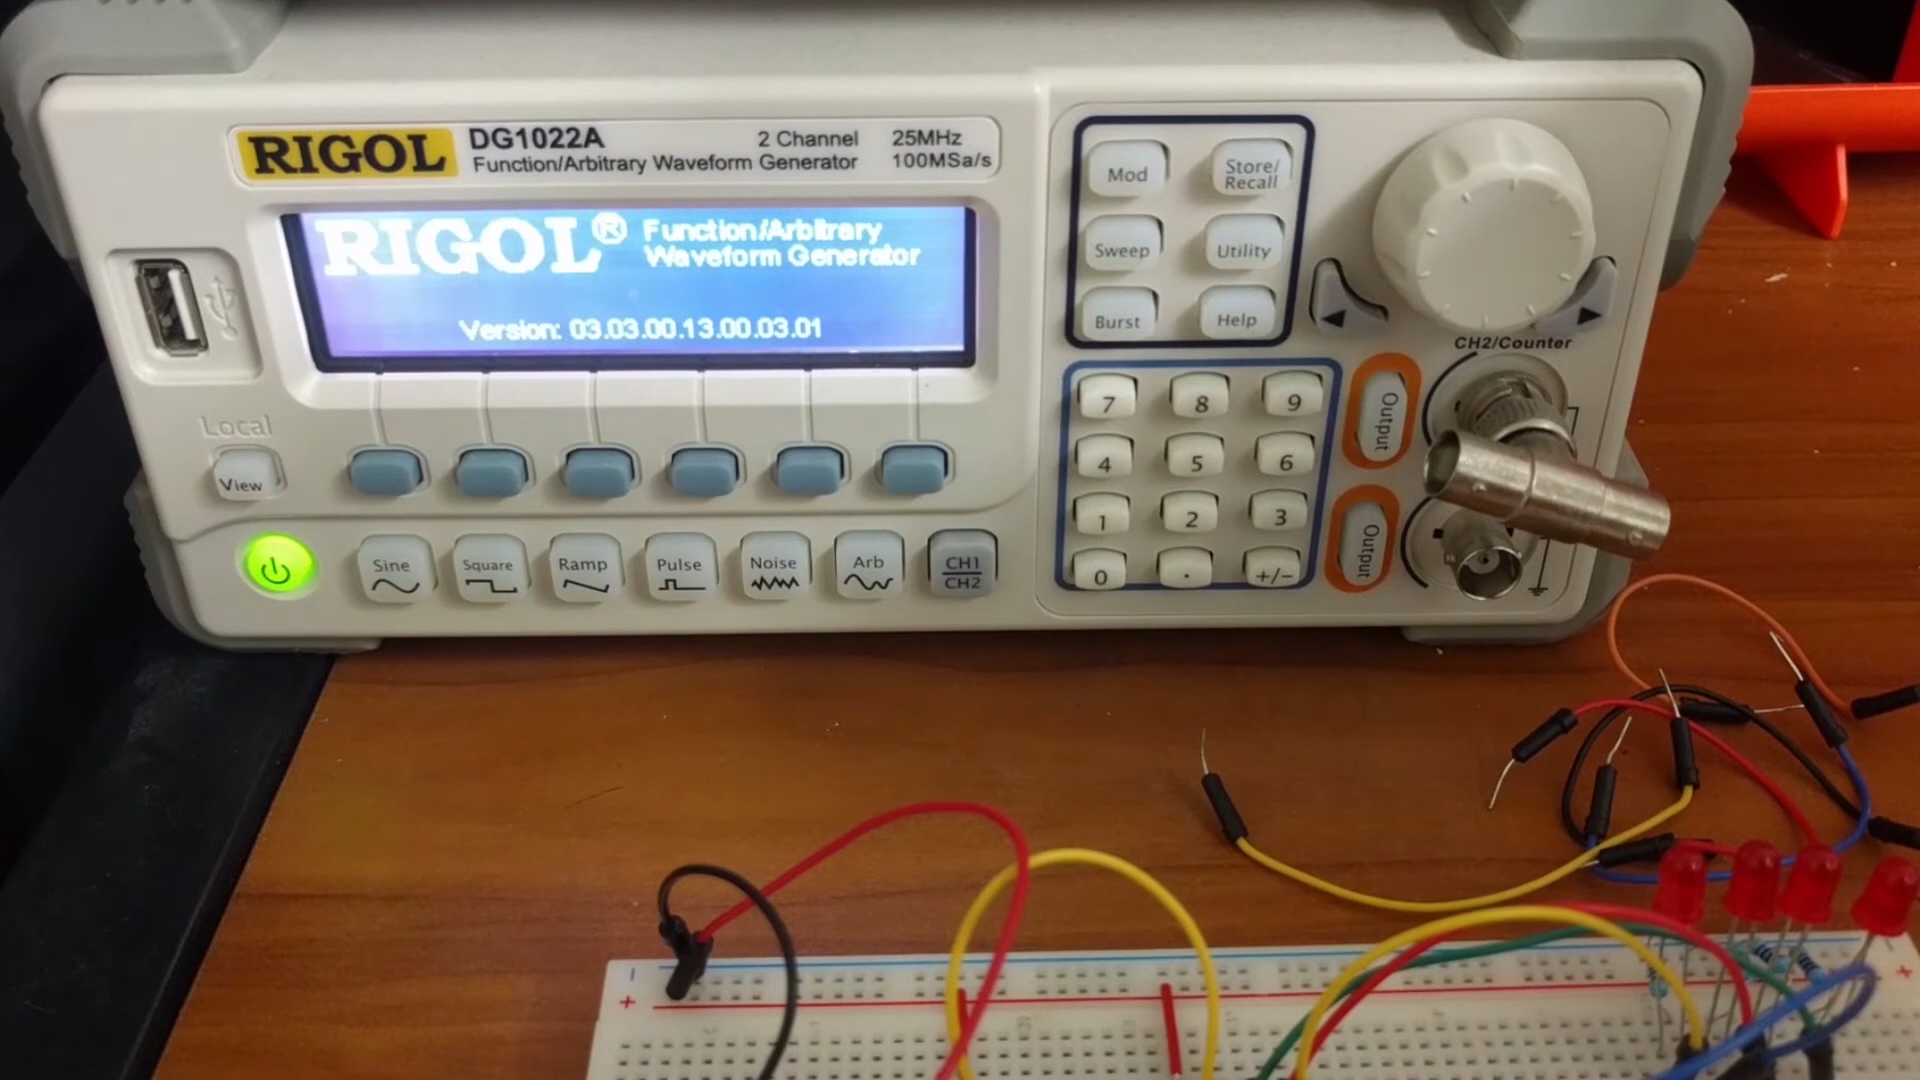 RIGOL
DG1022A 2 Channel 25MHz
Function/Arbitrary Waveform Generator 100MSa/s
RIGOL® Function/Arbitrary
Waveform Generator
Version: 03.03.00.13.00.03.01
Local
View
Sine
Square
Ramp
Pulse
Noise
Arb
CH1
CH2
Mod
Store/
Recall
Sweep
Utility
Burst
Help
7 8 9
4 5 6
1 2 3
0 . +/-
CH2/Counter
Output
Output
-
+
+